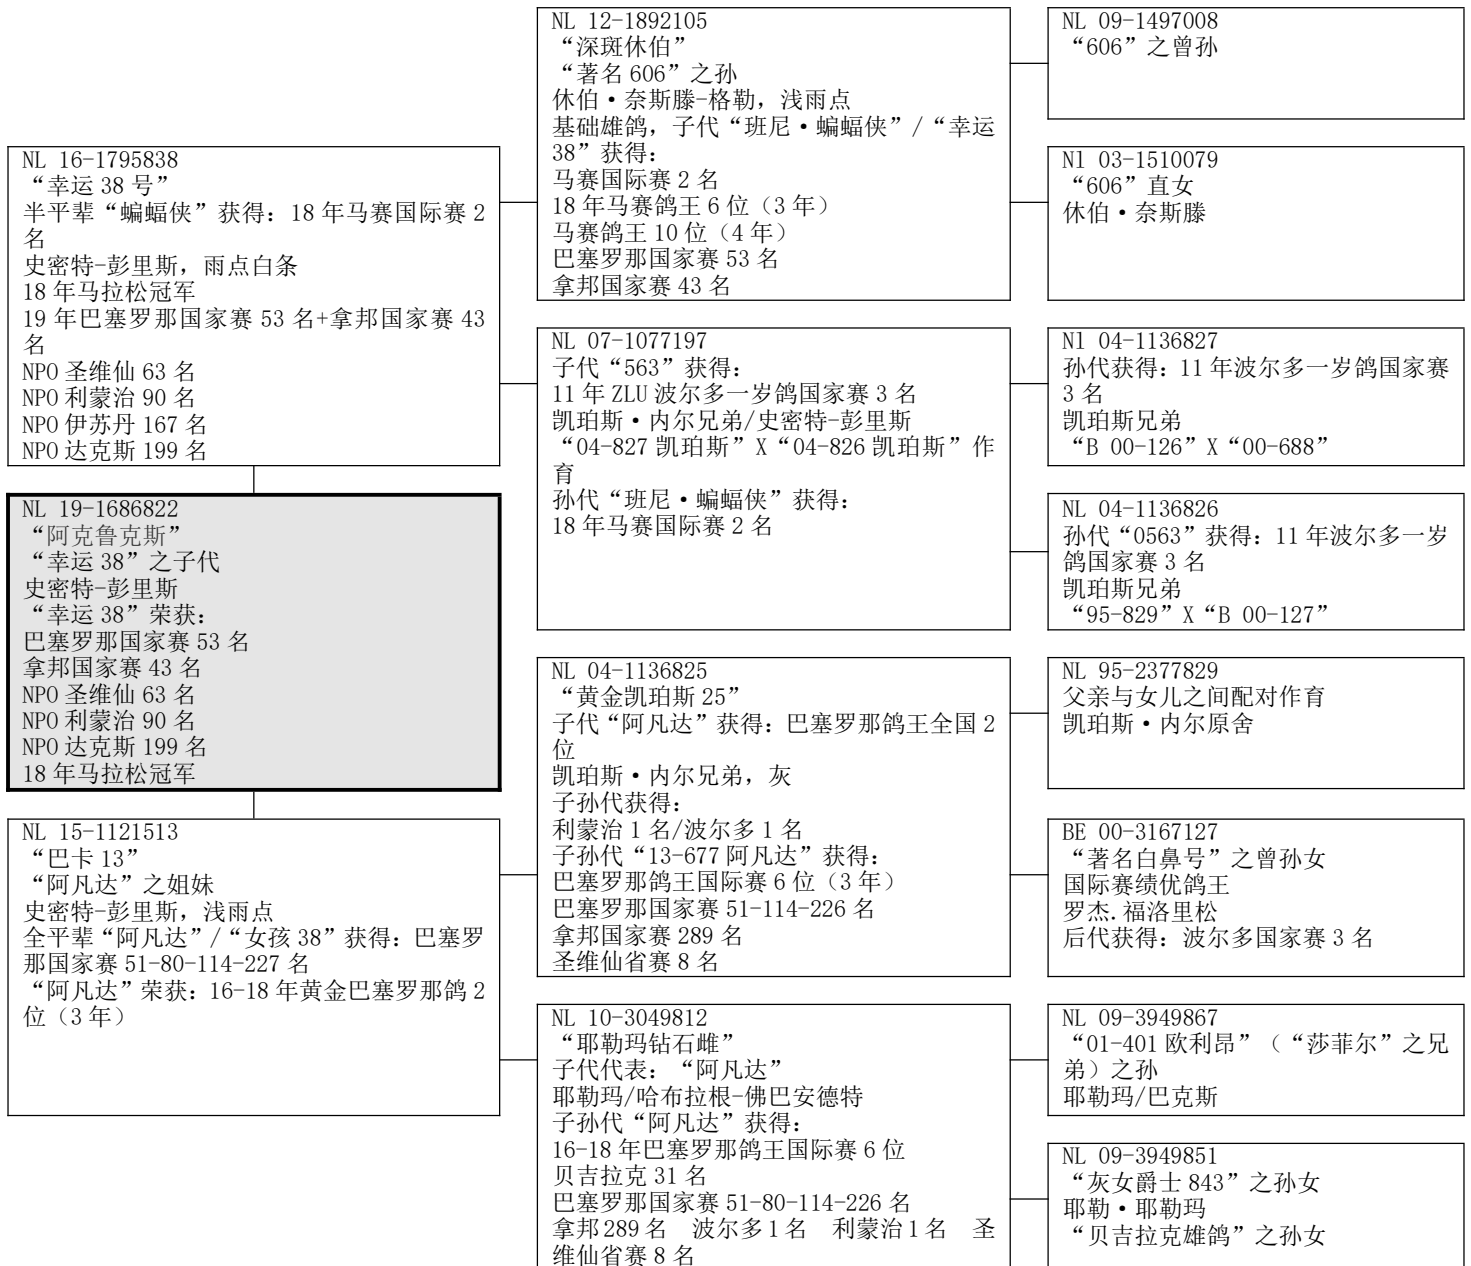 NL 16-1795838
“幸运 38 号”
半平辈“蝙蝠侠”获得：18 年马赛国际赛 2
名
史密特-彭里斯，雨点白条
18 年马拉松冠军
19 年巴塞罗那国家赛 53 名+拿邦国家赛 43
名
NPO 圣维仙 63 名
NPO 利蒙治 90 名
NPO 伊苏丹 167 名
NPO 达克斯 199 名
NL 19-1686822
“阿克鲁克斯”
“幸运 38”之子代
史密特-彭里斯
“幸运 38”荣获：
巴塞罗那国家赛 53 名
拿邦国家赛 43 名
NPO 圣维仙 63 名
NPO 利蒙治 90 名
NPO 达克斯 199 名
18 年马拉松冠军
NL 15-1121513
“巴卡 13”
“阿凡达”之姐妹
史密特-彭里斯，浅雨点
全平辈“阿凡达”/“女孩 38”获得：巴塞罗
那国家赛 51-80-114-227 名
“阿凡达”荣获：16-18 年黄金巴塞罗那鸽 2
位（3 年）
NL 12-1892105
“深斑休伯”
“著名 606”之孙
休伯·奈斯滕-格勒，浅雨点
基础雄鸽，子代“班尼·蝙蝠侠”/“幸运
38”获得：
马赛国际赛 2 名
18 年马赛鸽王 6 位（3 年）
马赛鸽王 10 位（4 年）
巴塞罗那国家赛 53 名
拿邦国家赛 43 名
NL 07-1077197
子代“563”获得：
11 年 ZLU 波尔多一岁鸽国家赛 3 名
凯珀斯·内尔兄弟/史密特-彭里斯
“04-827 凯珀斯”X“04-826 凯珀斯”作
育
孙代“班尼·蝙蝠侠”获得：
18 年马赛国际赛 2 名
NL 04-1136825
“黄金凯珀斯 25”
子代“阿凡达”获得：巴塞罗那鸽王全国 2
位
凯珀斯·内尔兄弟，灰
子孙代获得：
利蒙治 1 名/波尔多 1 名
子孙代“13-677 阿凡达”获得：
巴塞罗那鸽王国际赛 6 位（3 年）
巴塞罗那国家赛 51-114-226 名
拿邦国家赛 289 名
圣维仙省赛 8 名
NL 10-3049812
“耶勒玛钻石雌”
子代代表：“阿凡达”
耶勒玛/哈布拉根-佛巴安德特
子孙代“阿凡达”获得：
16-18 年巴塞罗那鸽王国际赛 6 位
贝吉拉克 31 名
巴塞罗那国家赛 51-80-114-226 名
拿邦 289 名　波尔多 1 名　利蒙治 1 名　圣
维仙省赛 8 名
NL 09-1497008
“606”之曾孙
Nl 03-1510079
“606”直女
休伯·奈斯滕
Nl 04-1136827
孙代获得：11 年波尔多一岁鸽国家赛
3 名
凯珀斯兄弟
“B 00-126”X“00-688”
NL 04-1136826
孙代“0563”获得：11 年波尔多一岁
鸽国家赛 3 名
凯珀斯兄弟
“95-829”X“B 00-127”
NL 95-2377829
父亲与女儿之间配对作育
凯珀斯·内尔原舍
BE 00-3167127
“著名白鼻号”之曾孙女
国际赛绩优鸽王
罗杰.福洛里松
后代获得：波尔多国家赛 3 名
NL 09-3949867
“01-401 欧利昂”（“莎菲尔”之兄
弟）之孙
耶勒玛/巴克斯
NL 09-3949851
“灰女爵士 843”之孙女
耶勒·耶勒玛
“贝吉拉克雄鸽”之孙女